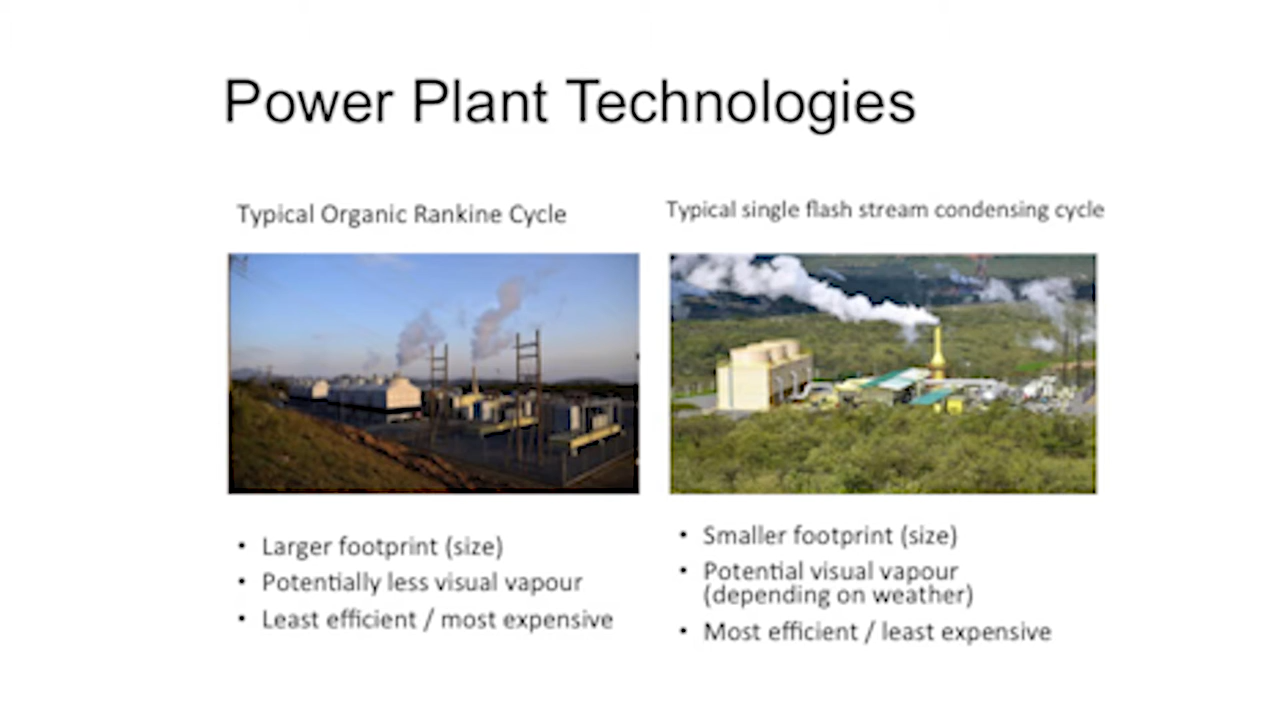 Power Plant Technologies
Typical Organic Rankine Cycle
• Larger footprint (size)
• Potentially less visual vapour
• Least efficient / most expensive
Typical single flash stream condensing cycle
• Smaller footprint (size)
• Potential visual vapour
(depending on weather)
• Most efficient / least expensive